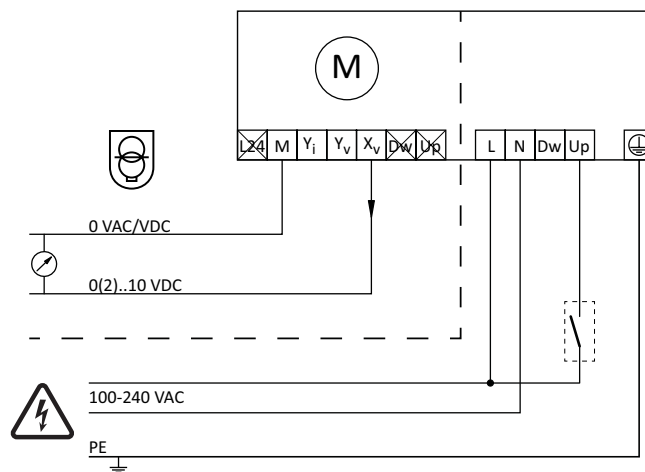 M
L24 M Yi Yv Xv Dw Up L N Dw Up
0 VAC/VDC
0(2)..10 VDC
100-240 VAC
PE